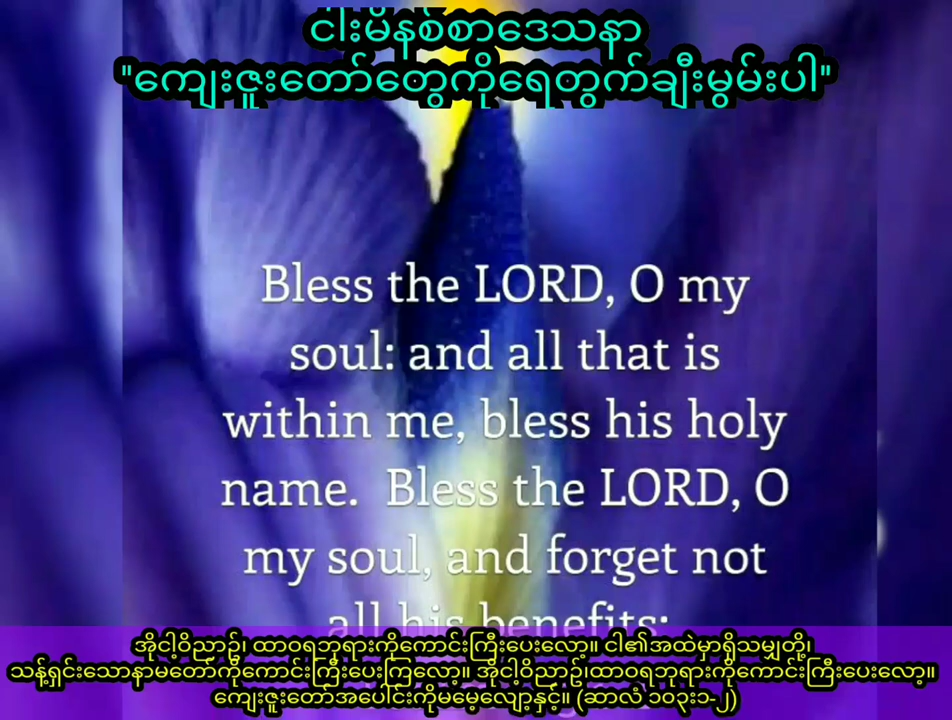 ငါးမိနစ်စာဒေသနာ
"ကျေးဇူးတော်တွေကိုရေတွက်ချီးမွမ်းပါ"
Bless the LORD, O my
soul: and all that is
within me, bless his holy
name. Bless the LORD, O
my soul, and forget not
all his benefits:
အိုငါ့ဝိညာဉ်၊ ထာဝရဘုရားကိုကောင်းကြီးပေးလော့။ ငါ၏အထဲမှာရှိသမျှတို့၊
သန့်ရှင်းသောနာမတော်ကိုကောင်းကြီးပေးကြလော့။ အိုငါ့ဝိညာဉ်၊ထာဝရဘုရားကိုကောင်းကြီးပေးလော့။
ကျေးဇူးတော်အပေါင်းကိုမမေ့လျော့နှင့်။ (ဆာလံ ၁၀၃း၁-၂)